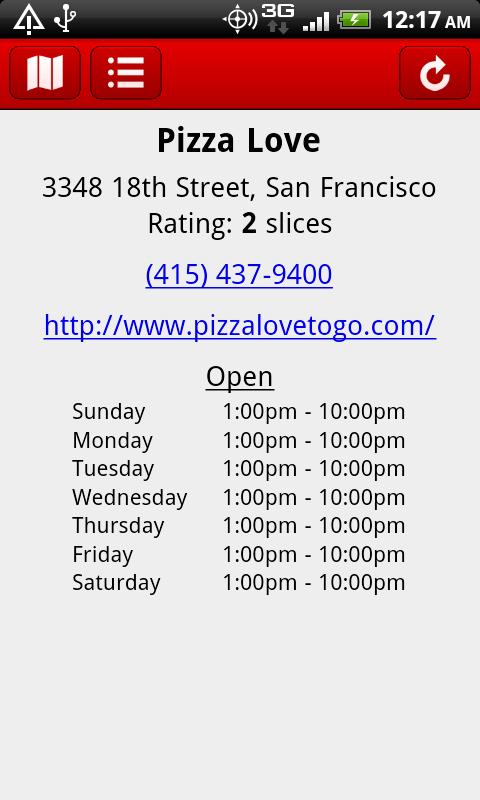 3G 12:17 AM
Pizza Love
3348 18th Street, San Francisco
Rating: 2 slices
(415) 437-9400
http://www.pizzalovetogo.com/
Open
Sunday 1:00pm - 10:00pm
Monday 1:00pm - 10:00pm
Tuesday 1:00pm - 10:00pm
Wednesday 1:00pm - 10:00pm
Thursday 1:00pm - 10:00pm
Friday 1:00pm - 10:00pm
Saturday 1:00pm - 10:00pm